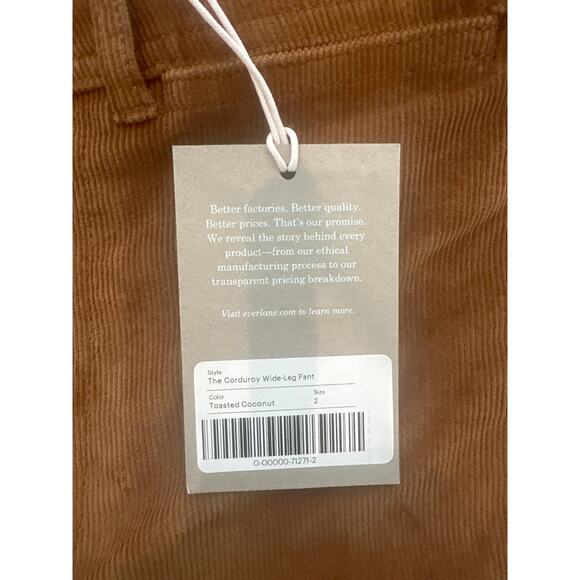 Better factories. Better quality.
Better prices. That's our promise.
We reveal the story behind every
product—from our ethical
manufacturing process to our
transparent pricing breakdown.
Visit everlane.com to learn more.
Style
The Corduroy Wide-Leg Pant
Color Size
Toasted Coconut 2
0-00000-71271-2